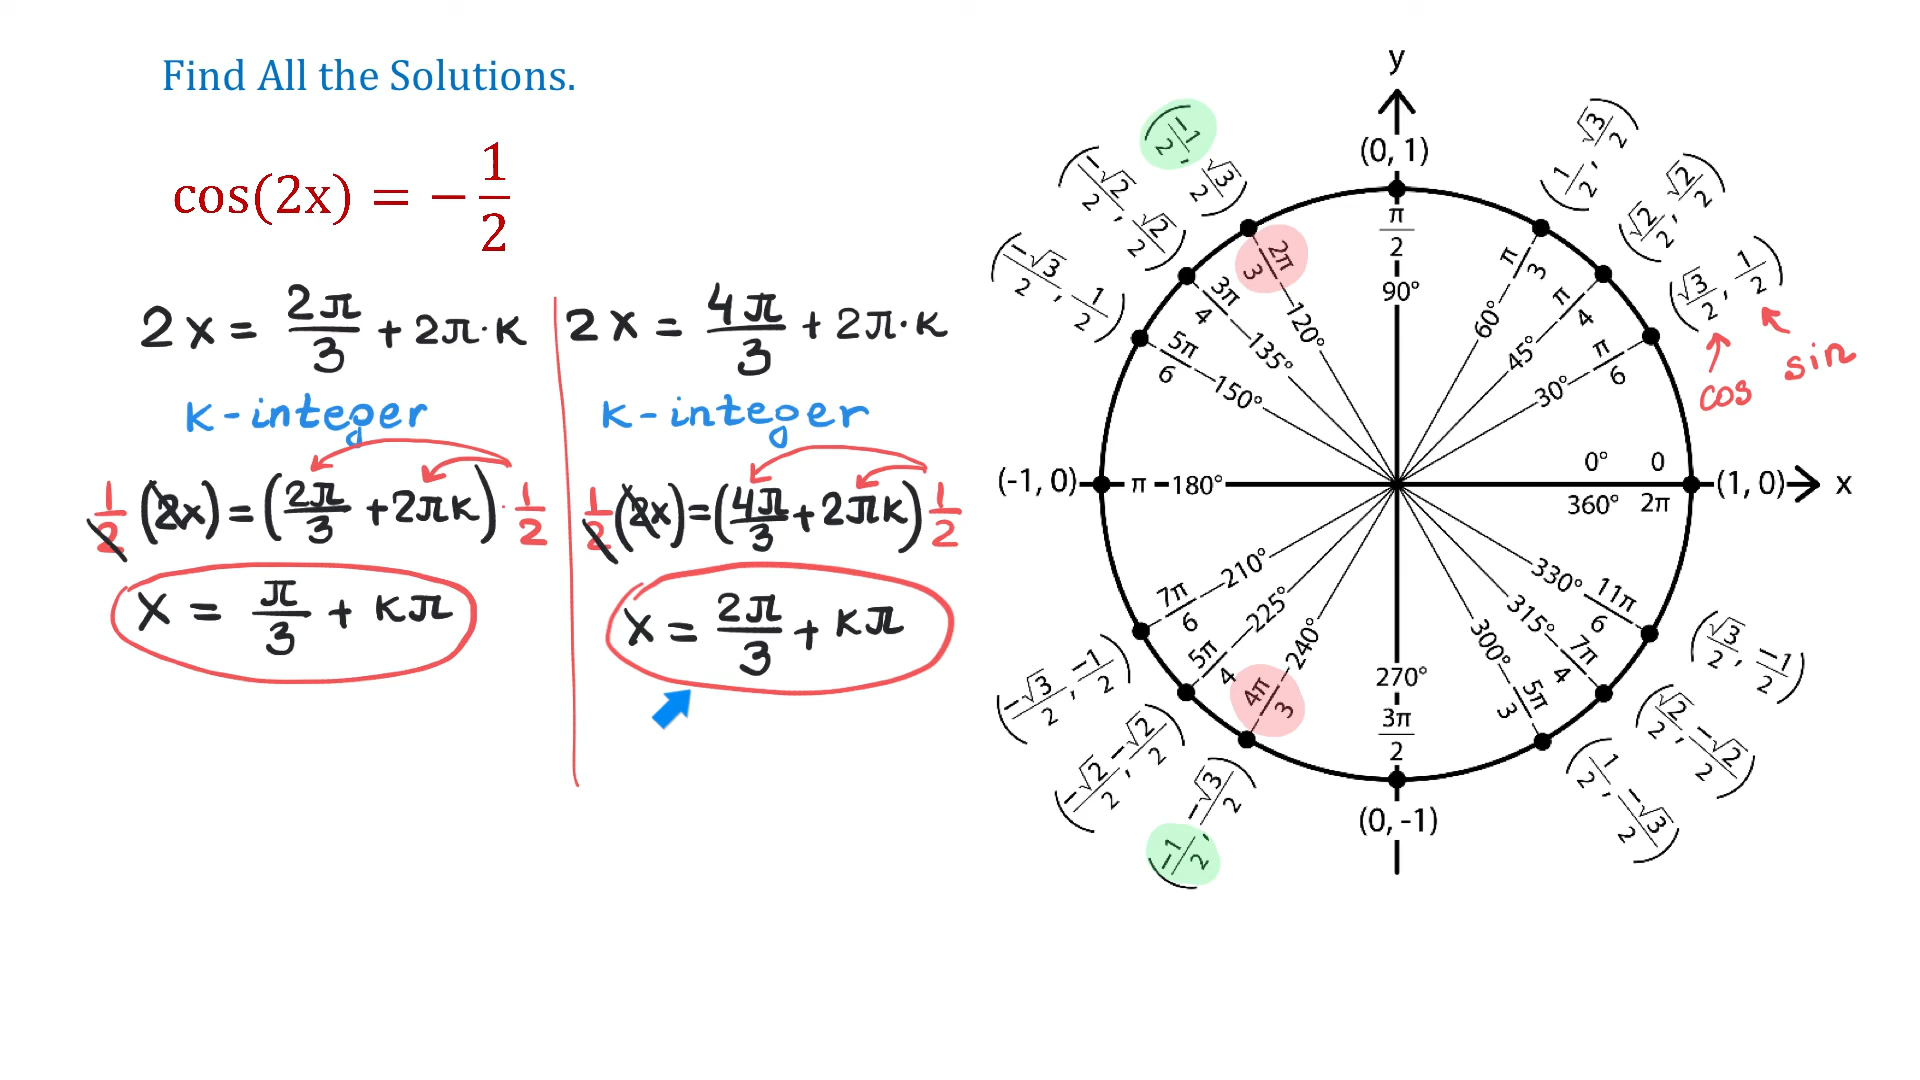 Find All the Solutions.
cos(2x) = −1/2
2x = 2π/3 + 2π·k
k-integer
1/2 (2x) = (2π/3 + 2πk) · 1/2
x = π/3 + kπ
2x = 4π/3 + 2π·k
k-integer
1/2 (2x) = (4π/3 + 2πk) 1/2
x = 2π/3 + kπ
y
(0, 1)
π/2
90°
(1/2, √3/2)
π/3
60°
(√2/2, √2/2)
π/4
45°
(√3/2, 1/2)
π/6
30°
cos
sin
0° 0
360° 2π
(1, 0)
x
(-1/2, √3/2)
2π/3
120°
(-√2/2, √2/2)
3π/4
135°
(-√3/2, 1/2)
5π/6
150°
(-1, 0)
π
180°
7π/6
210°
(-√3/2, -1/2)
5π/4
225°
(-√2/2, -√2/2)
4π/3
240°
(-1/2, -√3/2)
270°
3π/2
(0, -1)
300°
5π/3
(1/2, -√3/2)
315°
7π/4
(√2/2, -√2/2)
330°
11π/6
(√3/2, -1/2)